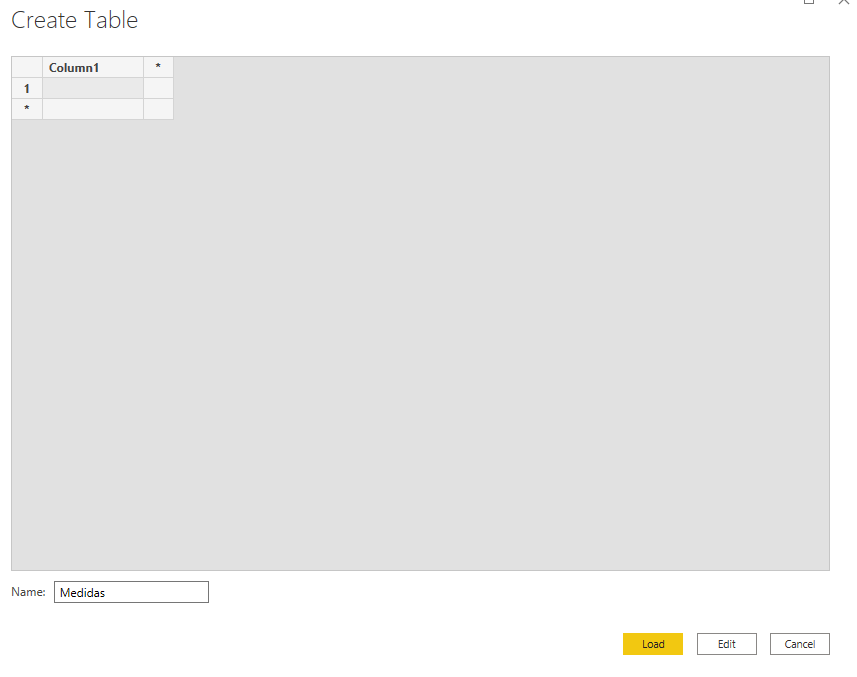 Create Table
Column1 *
1
*
Name: Medidas
Load Edit Cancel